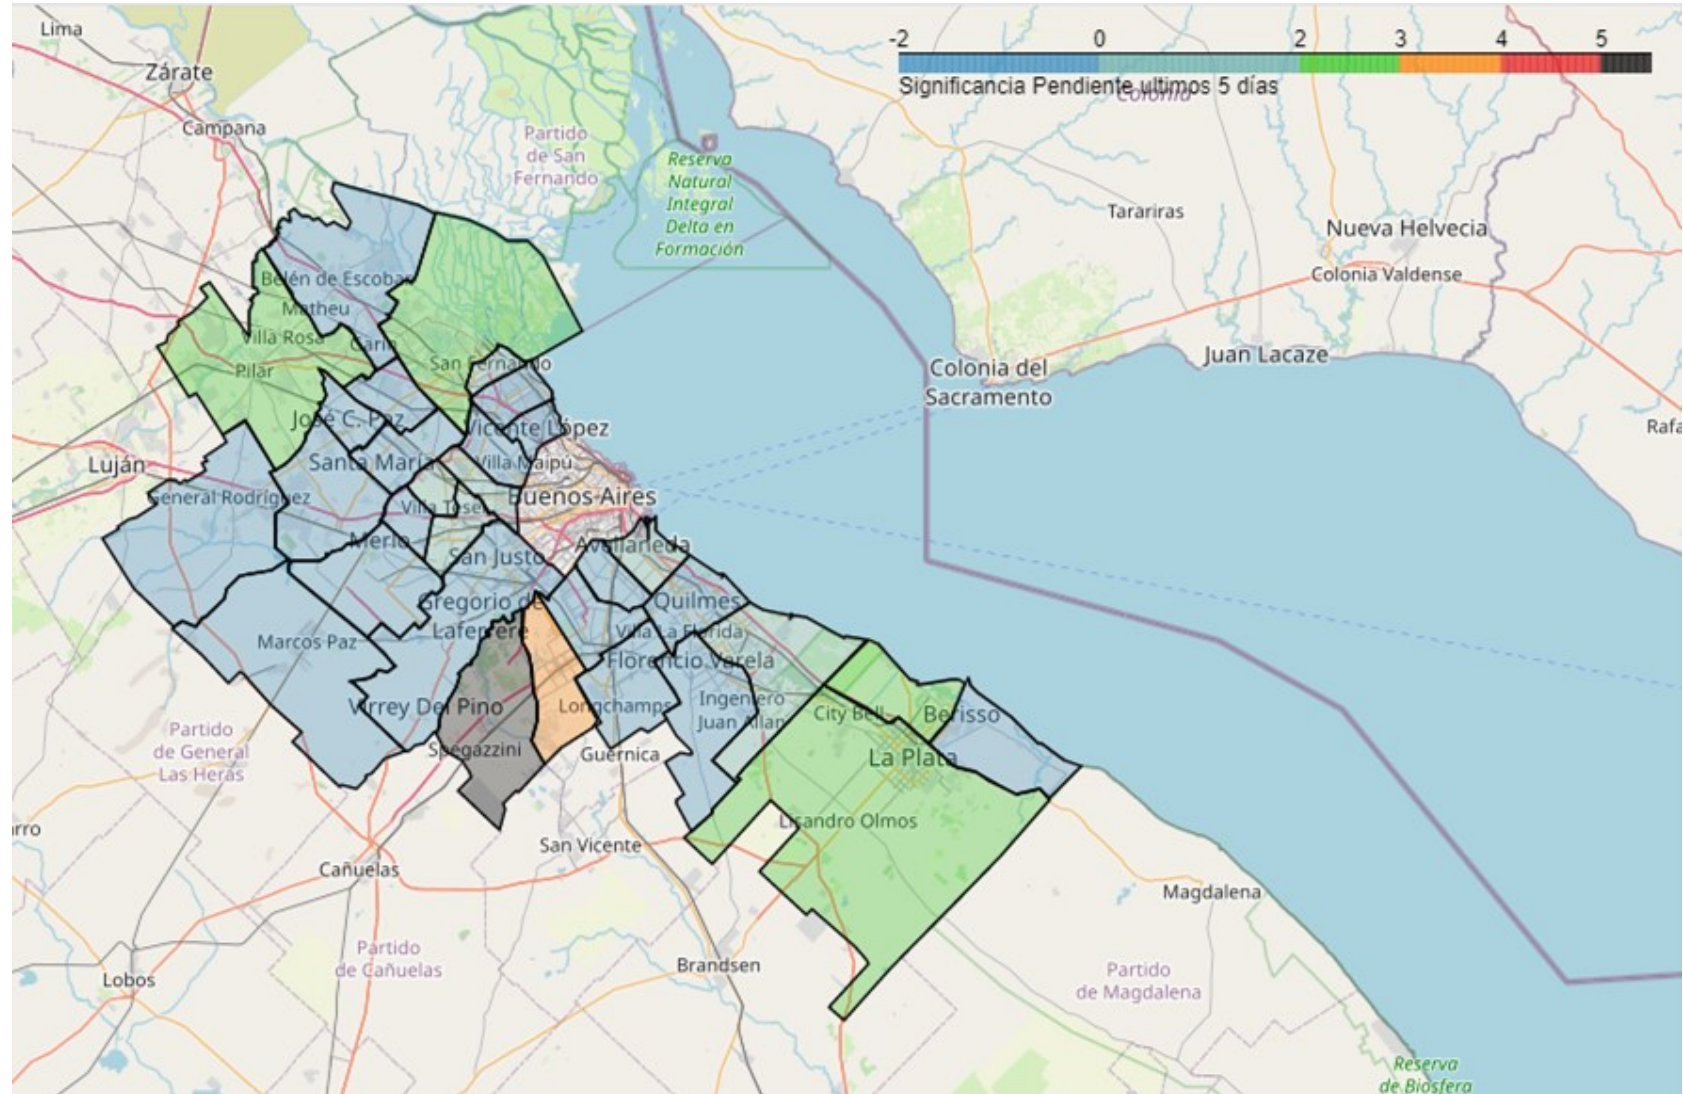 Lima
-2 0 2 3 4 5
Zárate
Significancia Pendiente ultimos 5 días
Colonia
Campana
Partido
de San
Fernando
Reserva
Natural
Integral
Delta en
Formación
Tarariras
Nueva Helvecia
Colonia Valdense
Belén de Escobar
Matheu
Villa Rosa
Garín
Juan Lacaze
San Fernando
Pilar
Colonia del
Sacramento
José C. Paz
Vicente López
Rafa
Luján
Santa María
Villa Maipú
General Rodríguez
Buenos Aires
Villa Tese
Merlo
Avellaneda
San Justo
Gregorio de
Laferrere
Quilmes
Marcos Paz
Villa La Florida
Florencio Varela
Virrey Del Pino
Longchamps
Ingeniero
Juan Allan
City Bell
Berisso
Partido
de General
Las Heras
Spegazzini
Guernica
La Plata
Lisandro Olmos
rro
San Vicente
Cañuelas
Magdalena
Partido
de Cañuelas
Lobos
Brandsen
Partido
de Magdalena
Reserva
de Biosfera